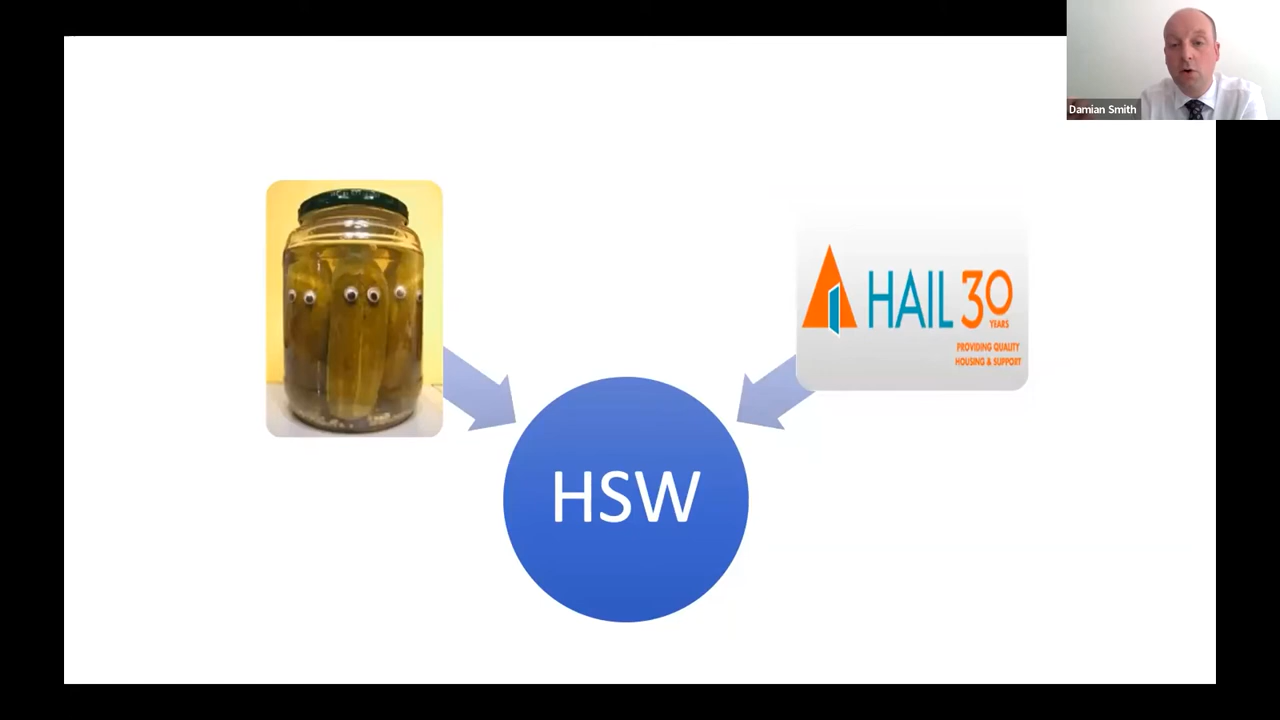 Damian Smith
HAIL 30
YEARS
PROVIDING QUALITY
HOUSING & SUPPORT
HSW